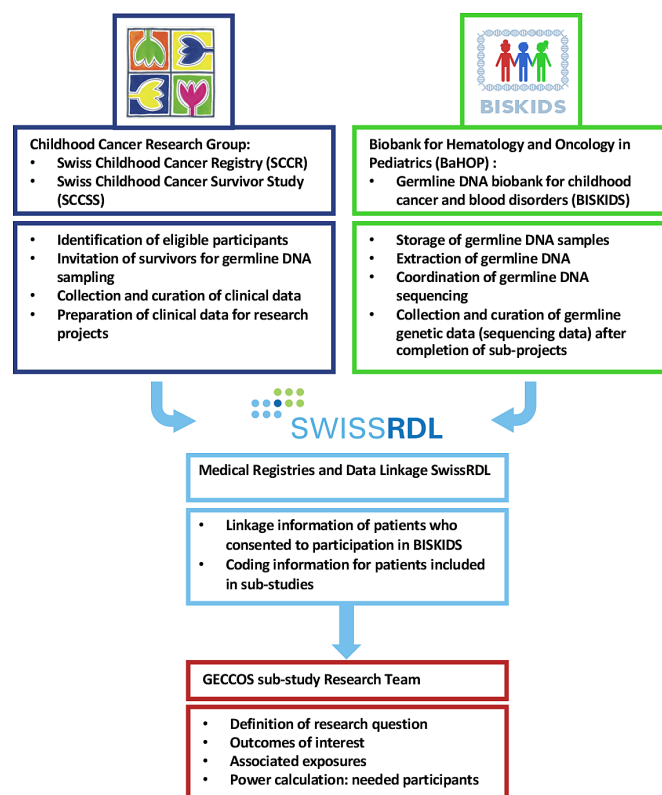 BISKIDS
Childhood Cancer Research Group:
• Swiss Childhood Cancer Registry (SCCR)
• Swiss Childhood Cancer Survivor Study
(SCCSS)
Biobank for Hematology and Oncology in
Pediatrics (BaHOP) :
• Germline DNA biobank for childhood
cancer and blood disorders (BISKIDS)
• Identification of eligible participants
• Invitation of survivors for germline DNA
sampling
• Collection and curation of clinical data
• Preparation of clinical data for research
projects
• Storage of germline DNA samples
• Extraction of germline DNA
• Coordination of germline DNA
sequencing
• Collection and curation of germline
genetic data (sequencing data) after
completion of sub-projects
SWISSRDL
Medical Registries and Data Linkage SwissRDL
• Linkage information of patients who
consented to participation in BISKIDS
• Coding information for patients included
in sub-studies
GECCOS sub-study Research Team
• Definition of research question
• Outcomes of interest
• Associated exposures
• Power calculation: needed participants